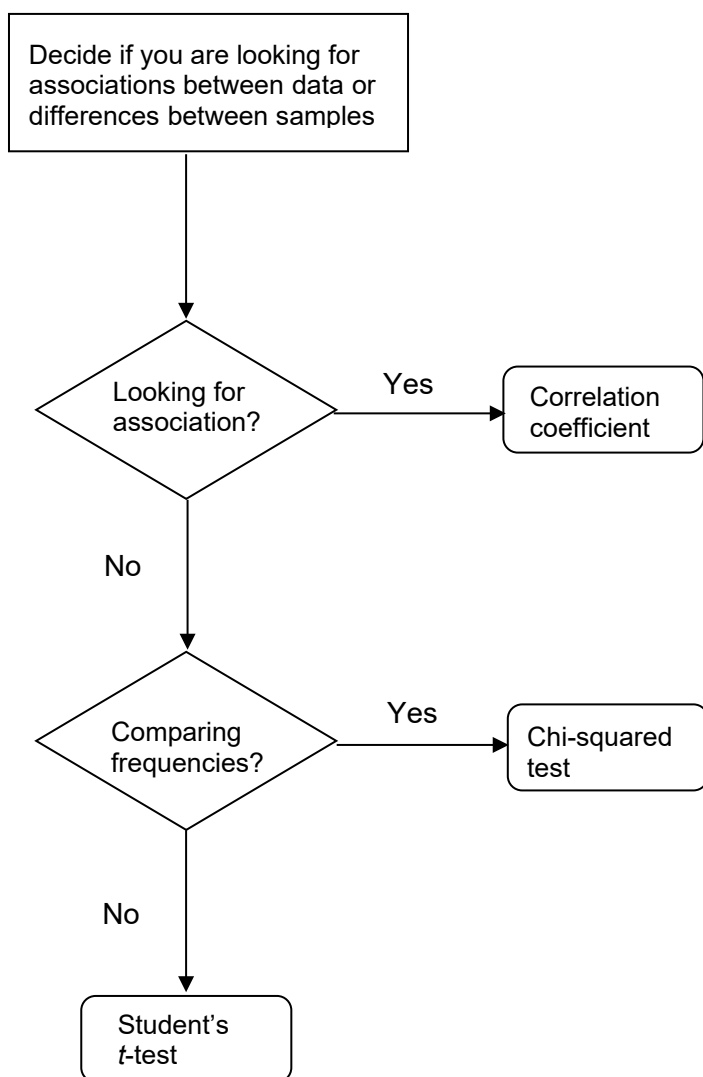 Decide if you are looking for
associations between data or
differences between samples
Looking for
association?
Yes
Correlation
coefficient
No
Comparing
frequencies?
Yes
Chi-squared
test
No
Student’s
t-test